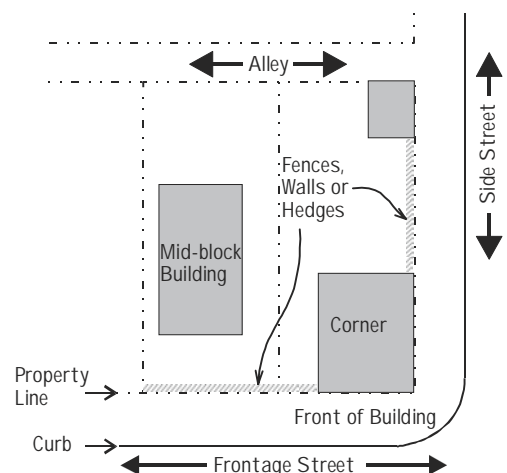 Alley
Side Street
Fences,
Walls or
Hedges
Mid-block
Building
Corner
Property
Line
Front of Building
Curb
Frontage Street